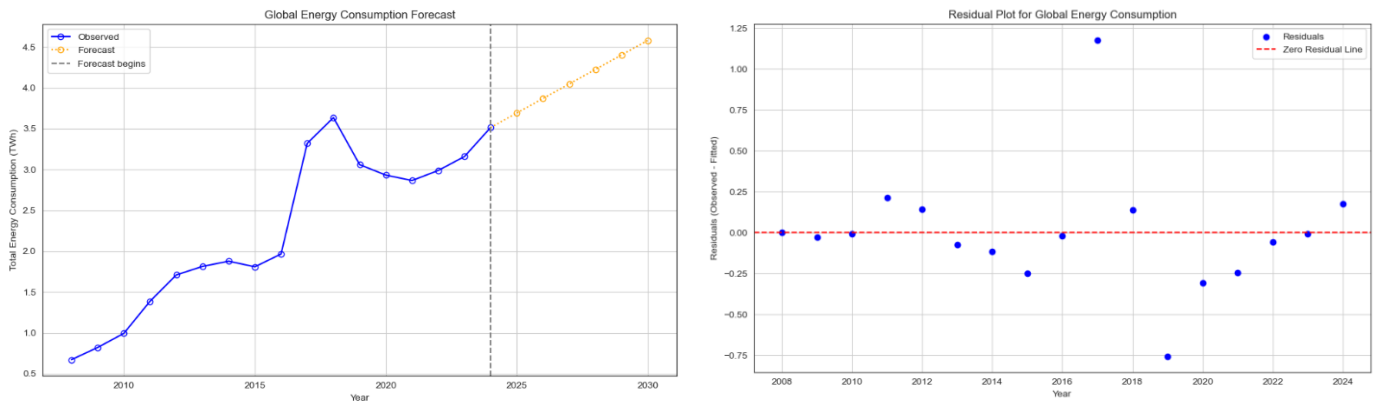 Global Energy Consumption Forecast
Observed
Forecast
Forecast begins
Total Energy Consumption (TWh)
4.5
4.0
3.5
3.0
2.5
2.0
1.5
1.0
0.5
2010
2015
2020
2025
2030
Year
Residual Plot for Global Energy Consumption
Residuals
Zero Residual Line
Residuals (Observed - Fitted)
1.25
1.00
0.75
0.50
0.25
0.00
−0.25
−0.50
−0.75
2008
2010
2012
2014
2016
2018
2020
2022
2024
Year